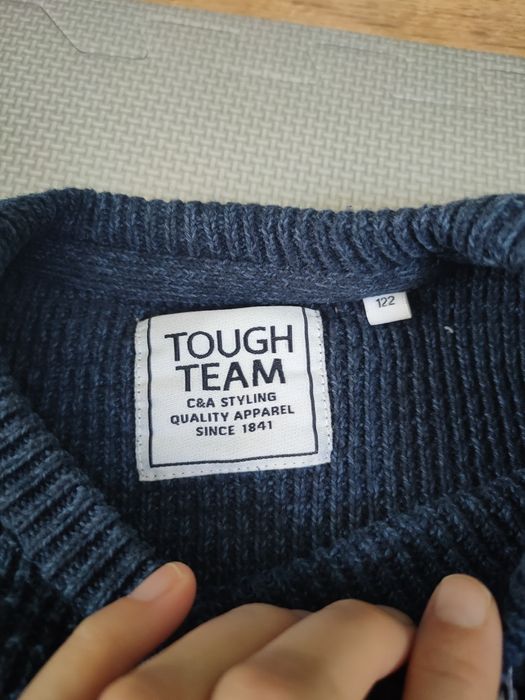 TOUGH
TEAM
C&A STYLING
QUALITY APPAREL
SINCE 1841
122